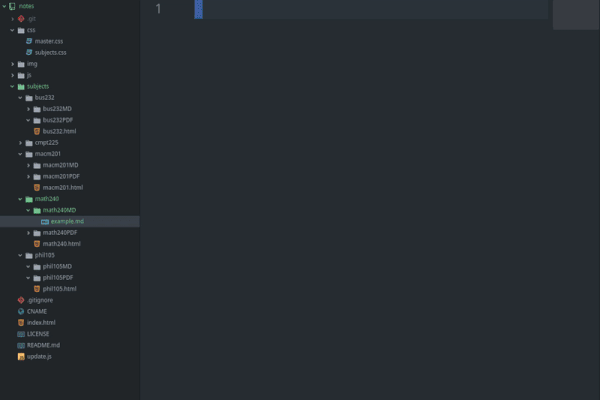 notes
.git
css
master.css
subjects.css
img
js
subjects
bus232
bus232MD
bus232PDF
bus232.html
cmpt225
macm201
macm201MD
macm201PDF
macm201.html
math240
math240MD
example.md
math240PDF
math240.html
phil105
phil105MD
phil105PDF
phil105.html
.gitignore
CNAME
index.html
LICENSE
README.md
update.js
1